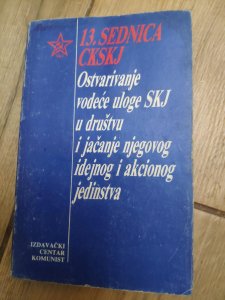 13. SEDNICA
CKSKJ
Ostvarivanje
vodeće uloge SKJ
u društvu
i jačanje njegovog
idejnog i akcionog
jedinstva
IZDAVAČKI
CENTAR
KOMUNIST